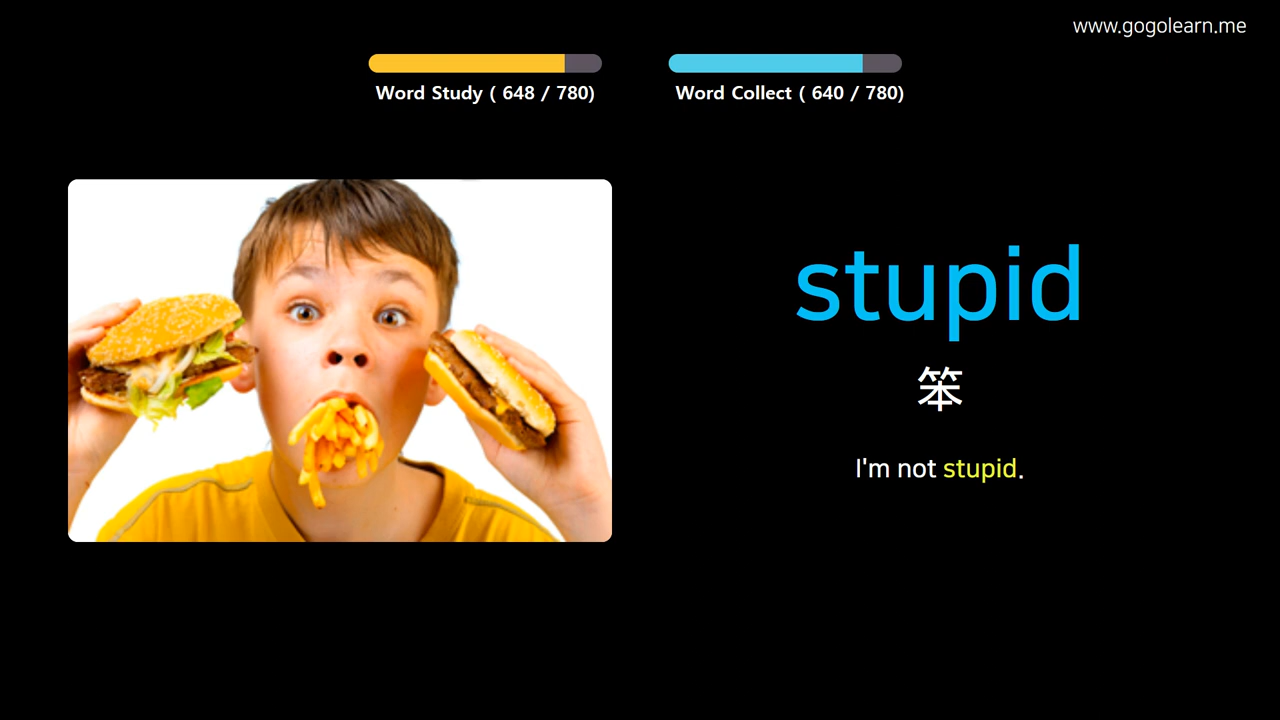 www.gogolearn.me
Word Study ( 648 / 780)
Word Collect ( 640 / 780)
stupid
笨
I'm not stupid.